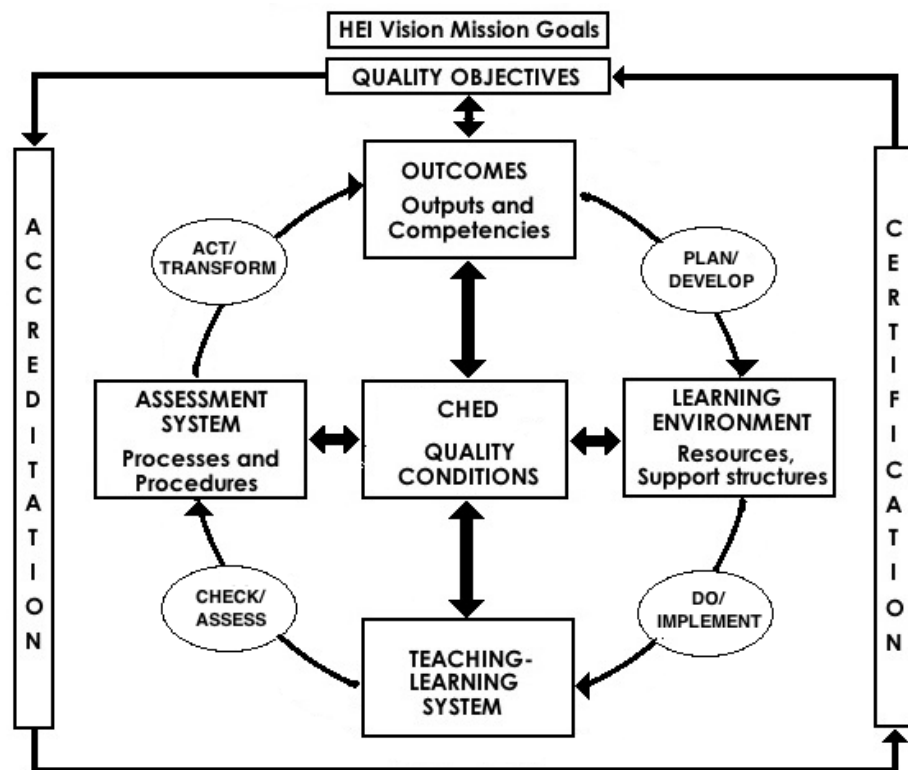 HEI Vision Mission Goals
QUALITY OBJECTIVES
OUTCOMES
Outputs and
Competencies
ACT/
TRANSFORM
PLAN/
DEVELOP
ACCREDITATION
CERTIFICATION
ASSESSMENT
SYSTEM
Processes and
Procedures
CHED
QUALITY
CONDITIONS
LEARNING
ENVIRONMENT
Resources,
Support structures
CHECK/
ASSESS
DO/
IMPLEMENT
TEACHING-
LEARNING
SYSTEM